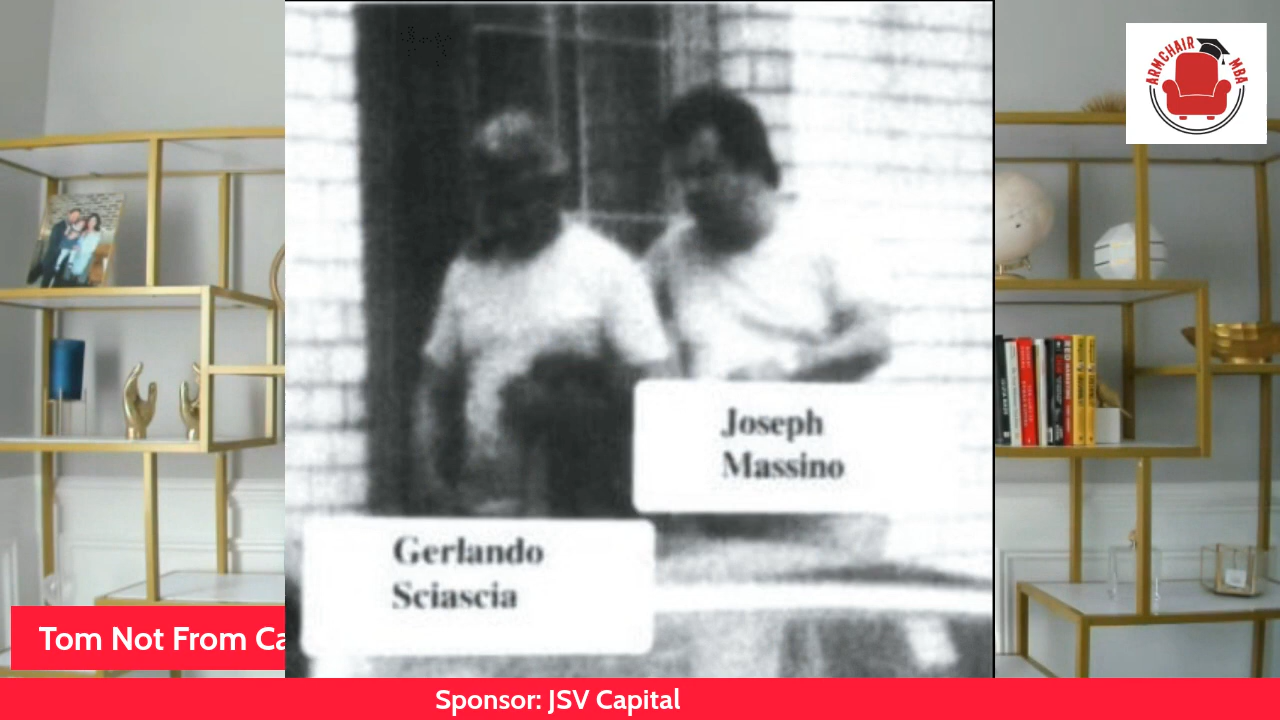 ARMCHAIR MBA
Joseph
Massino
Gerlando
Sciascia
Tom Not From Ca
Sponsor: JSV Capital